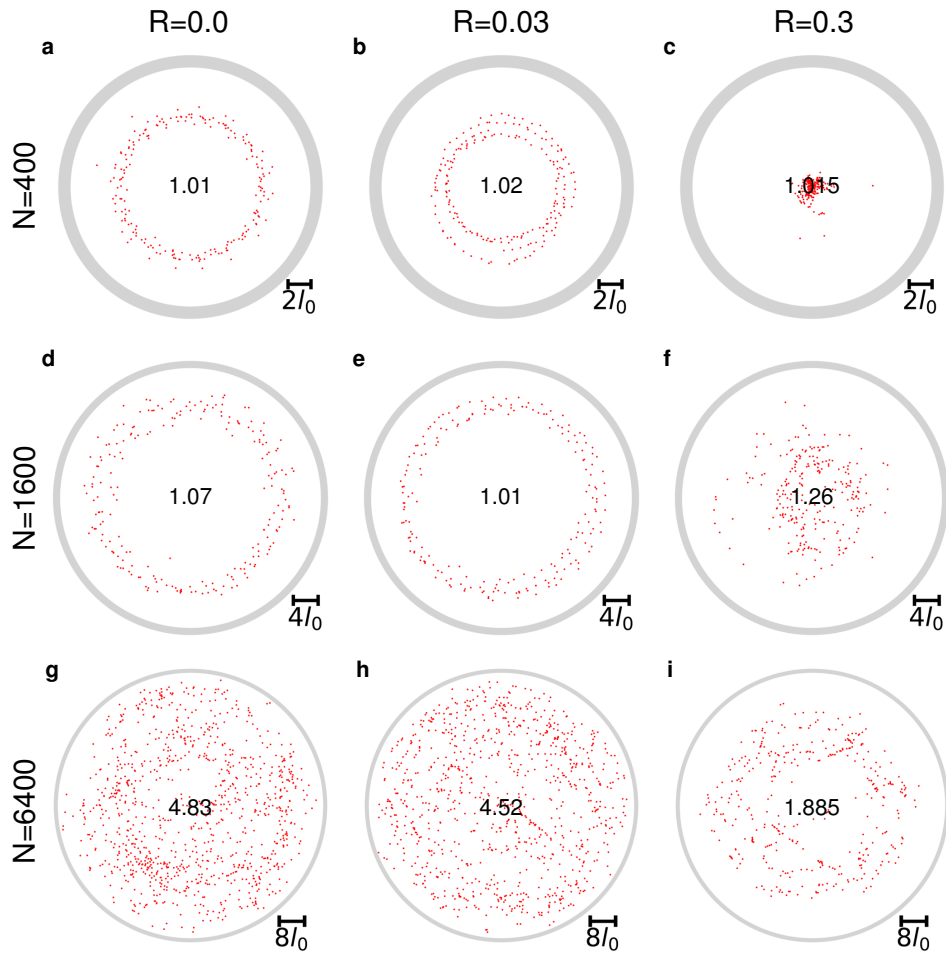 R=0.0 R=0.03 R=0.3
a b c
N=400
1.01 1.02 1.015
2l₀ 2l₀ 2l₀
d e f
N=1600
1.07 1.01 1.26
4l₀ 4l₀ 4l₀
g h i
N=6400
4.83 4.52 1.885
8l₀ 8l₀ 8l₀